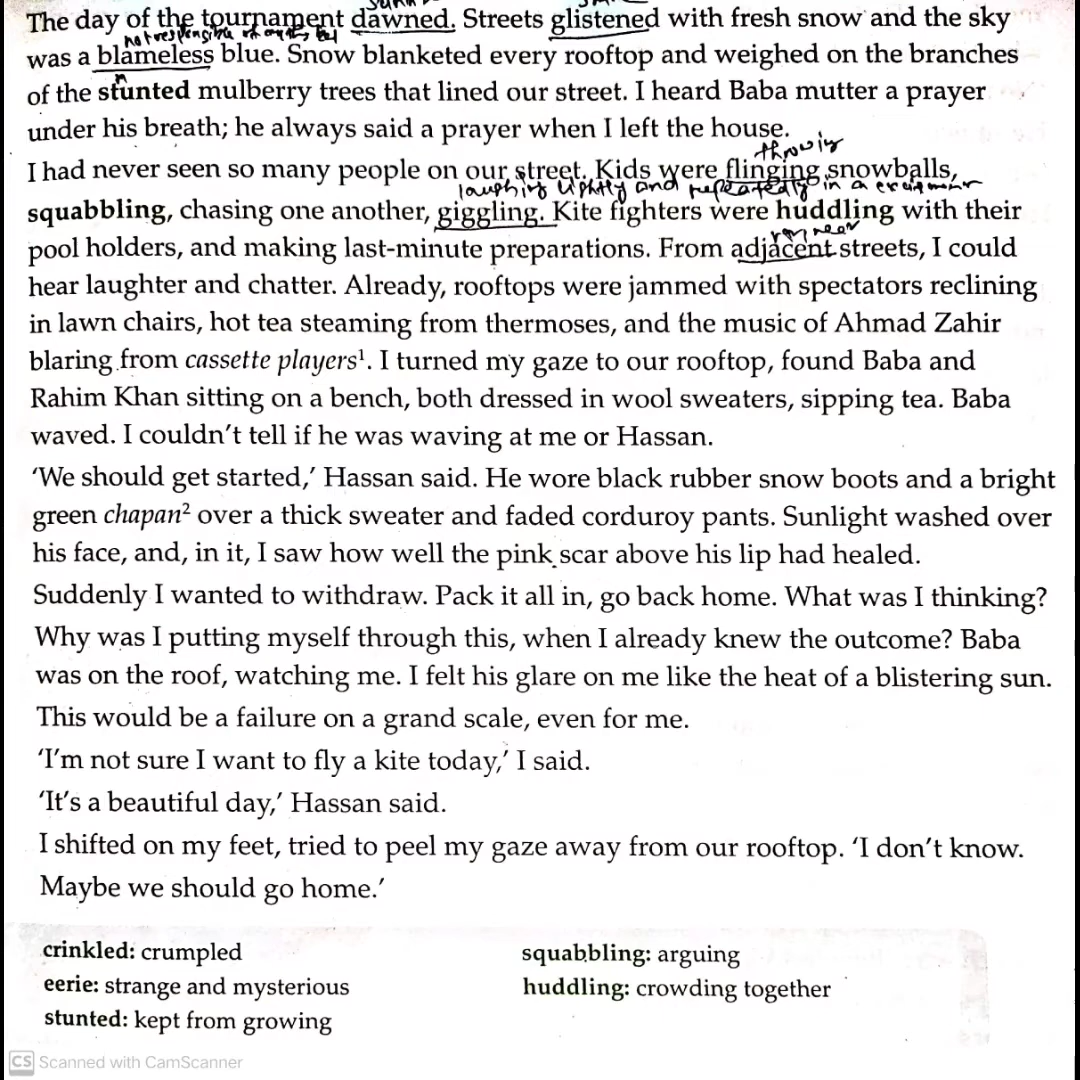 The day of the tournament dawned. Streets glistened with fresh snow and the sky
not responsible of anything bad
was a blameless blue. Snow blanketed every rooftop and weighed on the branches
of the stunted mulberry trees that lined our street. I heard Baba mutter a prayer
under his breath; he always said a prayer when I left the house.
throwing
I had never seen so many people on our street. Kids were flinging snowballs,
laughing lightly and repeatedly in a
squabbling, chasing one another, giggling. Kite fighters were huddling with their
near
pool holders, and making last-minute preparations. From adjacent streets, I could
hear laughter and chatter. Already, rooftops were jammed with spectators reclining
in lawn chairs, hot tea steaming from thermoses, and the music of Ahmad Zahir
blaring from cassette players¹. I turned my gaze to our rooftop, found Baba and
Rahim Khan sitting on a bench, both dressed in wool sweaters, sipping tea. Baba
waved. I couldn't tell if he was waving at me or Hassan.
'We should get started,' Hassan said. He wore black rubber snow boots and a bright
green chapan² over a thick sweater and faded corduroy pants. Sunlight washed over
his face, and, in it, I saw how well the pink scar above his lip had healed.
Suddenly I wanted to withdraw. Pack it all in, go back home. What was I thinking?
Why was I putting myself through this, when I already knew the outcome? Baba
was on the roof, watching me. I felt his glare on me like the heat of a blistering sun.
This would be a failure on a grand scale, even for me.
'I'm not sure I want to fly a kite today,' I said.
'It's a beautiful day,' Hassan said.
I shifted on my feet, tried to peel my gaze away from our rooftop. 'I don't know.
Maybe we should go home.'
crinkled: crumpled
eerie: strange and mysterious
stunted: kept from growing
squabbling: arguing
huddling: crowding together
CS Scanned with CamScanner